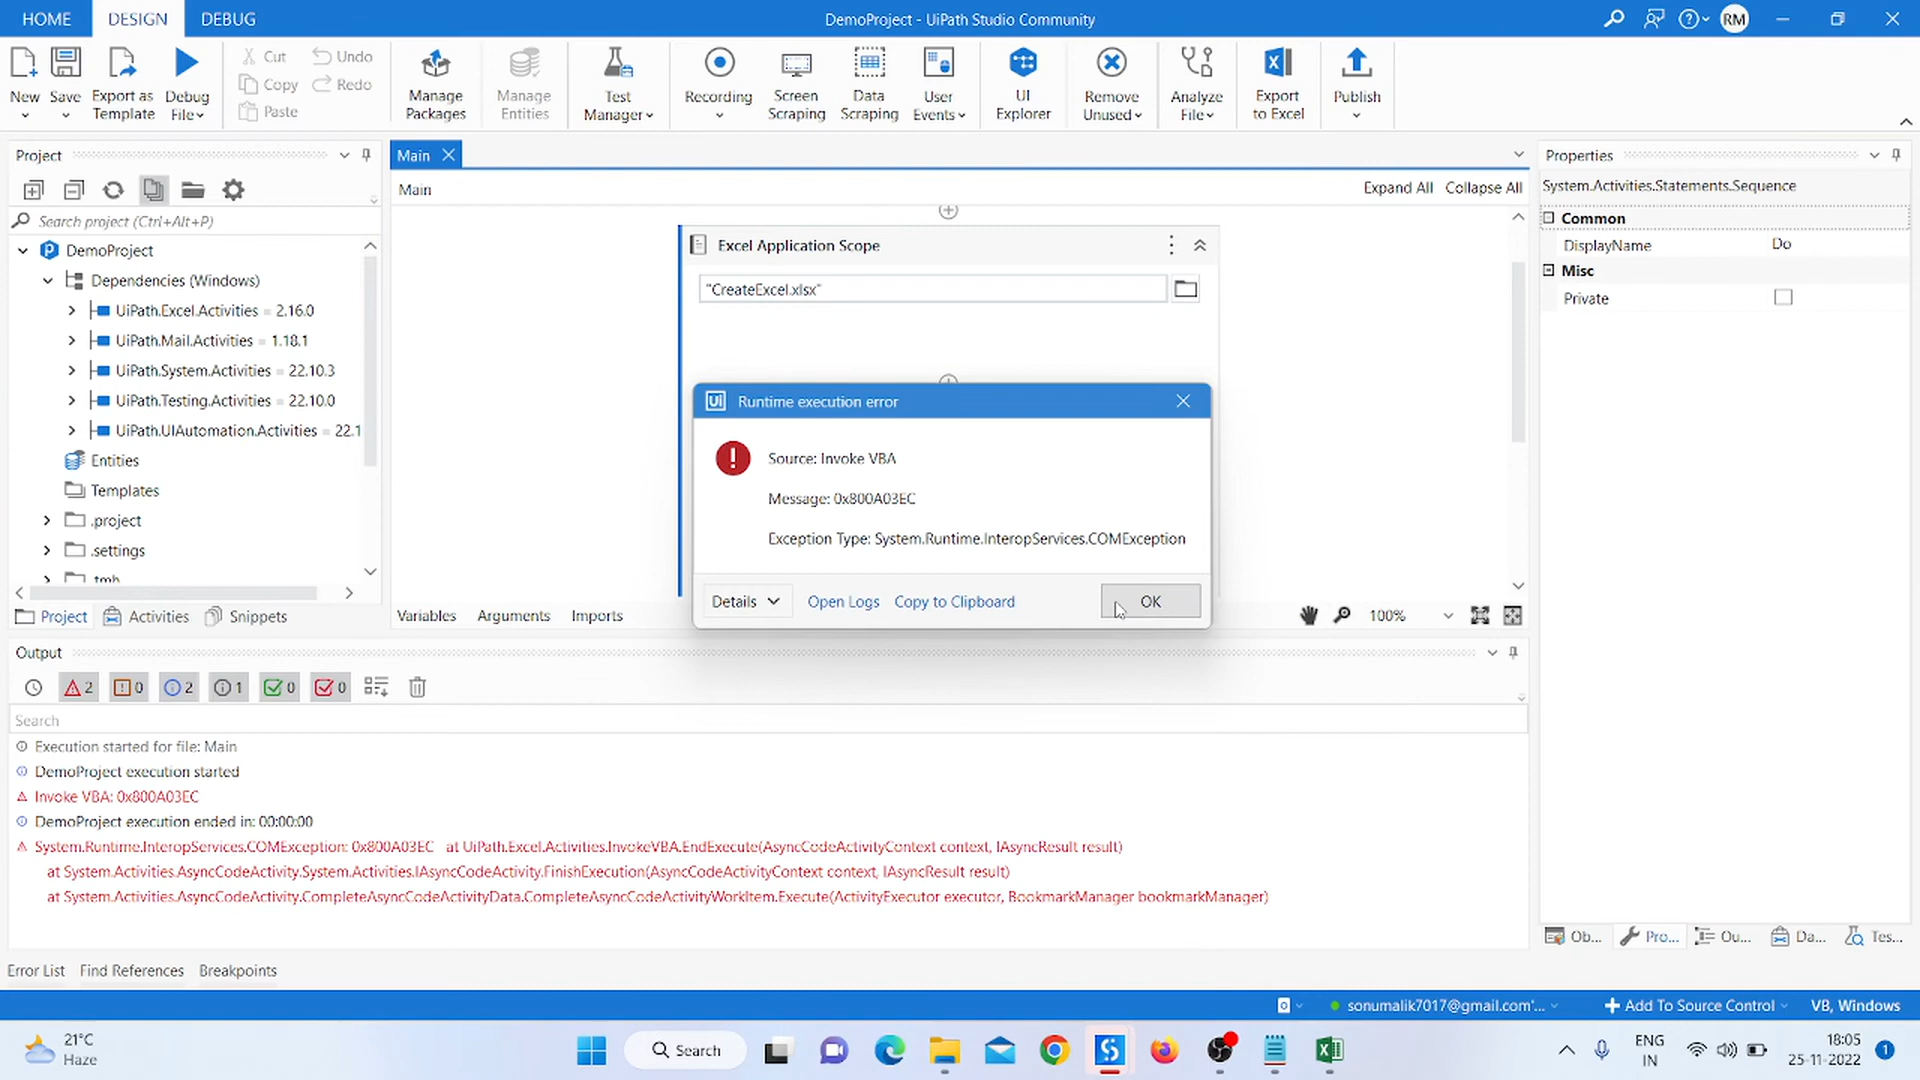 HOME
DESIGN
DEBUG
DemoProject - UiPath Studio Community
RM
New
Save
Export as
Template
Debug
File
Cut
Copy
Paste
Undo
Redo
Manage
Packages
Manage
Entities
Test
Manager
Recording
Screen
Scraping
Data
Scraping
User
Events
UI
Explorer
Remove
Unused
Analyze
File
Export
to Excel
Publish
Project
Search project (Ctrl+Alt+P)
DemoProject
Dependencies (Windows)
UiPath.Excel.Activities = 2.16.0
UiPath.Mail.Activities = 1.18.1
UiPath.System.Activities = 22.10.3
UiPath.Testing.Activities = 22.10.0
UiPath.UIAutomation.Activities = 22.1
Entities
Templates
.project
.settings
.tmh
Project
Activities
Snippets
Main
Main
Expand All
Collapse All
Excel Application Scope
"CreateExcel.xlsx"
Ui
Runtime execution error
Source: Invoke VBA
Message: 0x800A03EC
Exception Type: System.Runtime.InteropServices.COMException
Details
Open Logs
Copy to Clipboard
OK
Variables
Arguments
Imports
100%
Properties
System.Activities.Statements.Sequence
Common
DisplayName
Do
Misc
Private
Output
2
0
2
1
0
0
Search
Execution started for file: Main
DemoProject execution started
Invoke VBA: 0x800A03EC
DemoProject execution ended in: 00:00:00
System.Runtime.InteropServices.COMException: 0x800A03EC at UiPath.Excel.Activities.InvokeVBA.EndExecute(AsyncCodeActivityContext context, IAsyncResult result)
at System.Activities.AsyncCodeActivity.System.Activities.IAsyncCodeActivity.FinishExecution(AsyncCodeActivityContext context, IAsyncResult result)
at System.Activities.AsyncCodeActivity.CompleteAsyncCodeActivityData.CompleteAsyncCodeActivityWorkItem.Execute(ActivityExecutor executor, BookmarkManager bookmarkManager)
Ob...
Pro...
Ou...
Da...
Tes...
Error List
Find References
Breakpoints
sonumalik7017@gmail.com'...
Add To Source Control
VB, Windows
21°C
Haze
Search
ENG
IN
18:05
25-11-2022
1